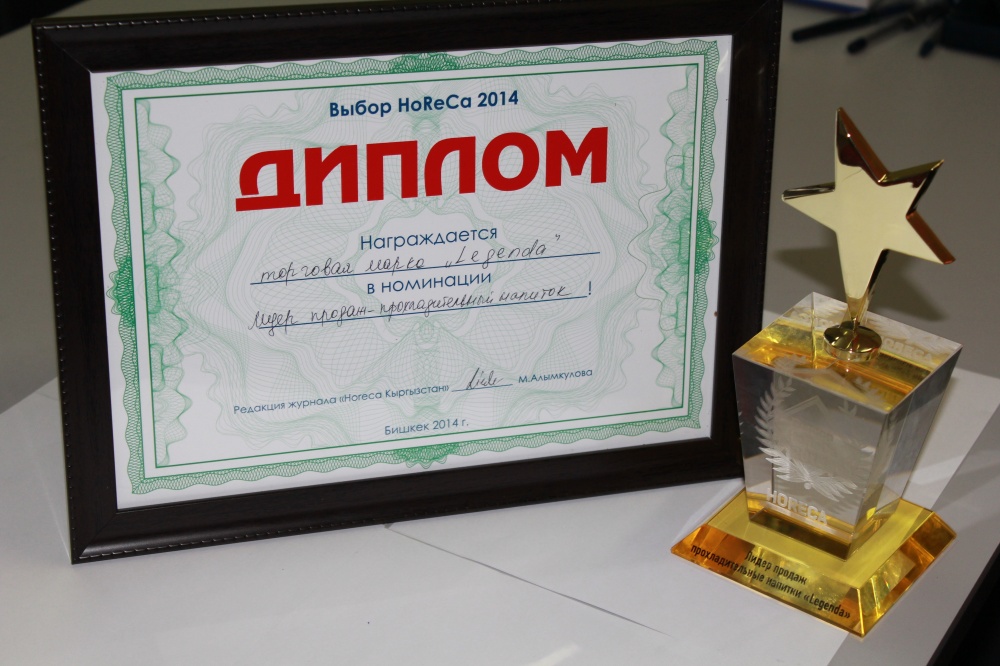 Выбор HoReCa 2014
ДИПЛОМ
Награждается
торговая марка „Legenda"
в номинации
Лидер продаж - прохладительный напиток !
Редакция журнала «Horeca Кыргызстан» М.Алымкулова
Бишкек 2014 г.
HORECA
HORECA
Лидер продаж
прохладительные напитки «Legenda»